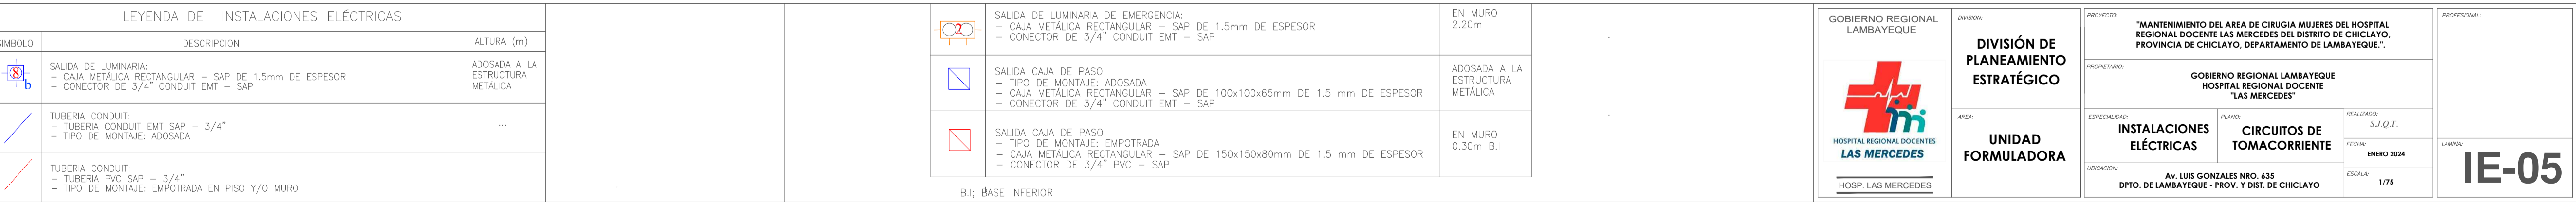 LEYENDA DE INSTALACIONES ELÉCTRICAS
SIMBOLO
DESCRIPCION
ALTURA (m)
8
b
SALIDA DE LUMINARIA:
– CAJA METÁLICA RECTANGULAR – SAP DE 1.5mm DE ESPESOR
– CONECTOR DE 3/4" CONDUIT EMT – SAP
ADOSADA A LA
ESTRUCTURA
METÁLICA
TUBERIA CONDUIT:
– TUBERIA CONDUIT EMT SAP – 3/4"
– TIPO DE MONTAJE: ADOSADA
...
TUBERIA CONDUIT:
– TUBERIA PVC SAP – 3/4"
– TIPO DE MONTAJE: EMPOTRADA EN PISO Y/O MURO
2
SALIDA DE LUMINARIA DE EMERGENCIA:
– CAJA METÁLICA RECTANGULAR – SAP DE 1.5mm DE ESPESOR
– CONECTOR DE 3/4" CONDUIT EMT – SAP
EN MURO
2.20m
SALIDA CAJA DE PASO
– TIPO DE MONTAJE: ADOSADA
– CAJA METÁLICA RECTANGULAR – SAP DE 100x100x65mm DE 1.5 mm DE ESPESOR
– CONECTOR DE 3/4" CONDUIT EMT – SAP
ADOSADA A LA
ESTRUCTURA
METÁLICA
SALIDA CAJA DE PASO
– TIPO DE MONTAJE: EMPOTRADA
– CAJA METÁLICA RECTANGULAR – SAP DE 150x150x80mm DE 1.5 mm DE ESPESOR
– CONECTOR DE 3/4" PVC – SAP
EN MURO
0.30m B.I
B.I; BASE INFERIOR
GOBIERNO REGIONAL
LAMBAYEQUE
HOSPITAL REGIONAL DOCENTES
LAS MERCEDES
HOSP. LAS MERCEDES
DIVISION:
DIVISIÓN DE
PLANEAMIENTO
ESTRATÉGICO
AREA:
UNIDAD
FORMULADORA
PROYECTO:
"MANTENIMIENTO DEL AREA DE CIRUGIA MUJERES DEL HOSPITAL
REGIONAL DOCENTE LAS MERCEDES DEL DISTRITO DE CHICLAYO,
PROVINCIA DE CHICLAYO, DEPARTAMENTO DE LAMBAYEQUE.".
PROPIETARIO:
GOBIERNO REGIONAL LAMBAYEQUE
HOSPITAL REGIONAL DOCENTE
"LAS MERCEDES"
ESPECIALIDAD:
INSTALACIONES
ELÉCTRICAS
PLANO:
CIRCUITOS DE
TOMACORRIENTE
REALIZADO:
S.J.Q.T.
FECHA:
ENERO 2024
UBICACION:
Av. LUIS GONZALES NRO. 635
DPTO. DE LAMBAYEQUE - PROV. Y DIST. DE CHICLAYO
ESCALA:
1/75
PROFESIONAL:
LAMINA:
IE-05